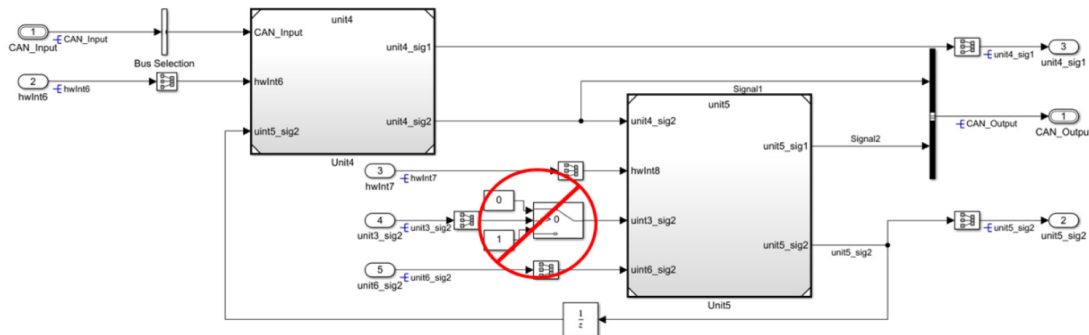 unit4
1
CAN_Input
CAN_Input
CAN_Input
unit4_sig1
3
unit4_sig1
unit4_sig1
Bus Selection
2
hwInt6
hwInt6
hwInt6
Signal1
unit5
uint5_sig2
unit4_sig2
unit4_sig2
CAN_Output
1
CAN_Outpu
Unit4
unit5_sig1
Signal2
3
hwInt7
hwInt7
hwInt8
0
4
unit3_sig2
unit3_sig2
> 0
uint3_sig2
1
unit5_sig2
unit5_sig2
unit5_sig2
2
unit5_sig2
5
unit6_sig2
unit6_sig2
uint6_sig2
Unit5
1
z